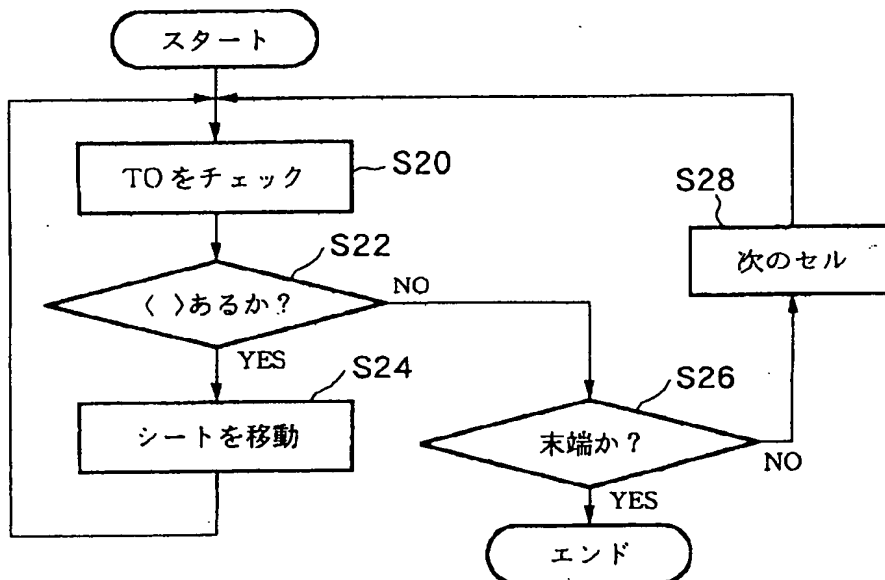 スタート
TOをチェック
S20
S22
〈 〉あるか?
NO
YES
S24
シートを移動
S28
次のセル
S26
末端か?
NO
YES
エンド